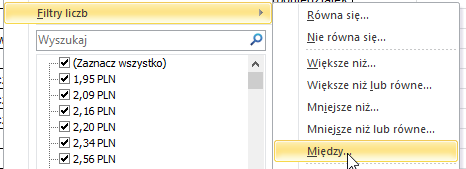 Filtry liczb
Wyszukaj
(Zaznacz wszystko)
1,95 PLN
2,09 PLN
2,16 PLN
2,20 PLN
2,34 PLN
2,56 PLN
Równa się...
Nie równa się...
Większe niż...
Większe niż lub równe...
Mniejsze niż...
Mniejsze niż lub równe...
Między...